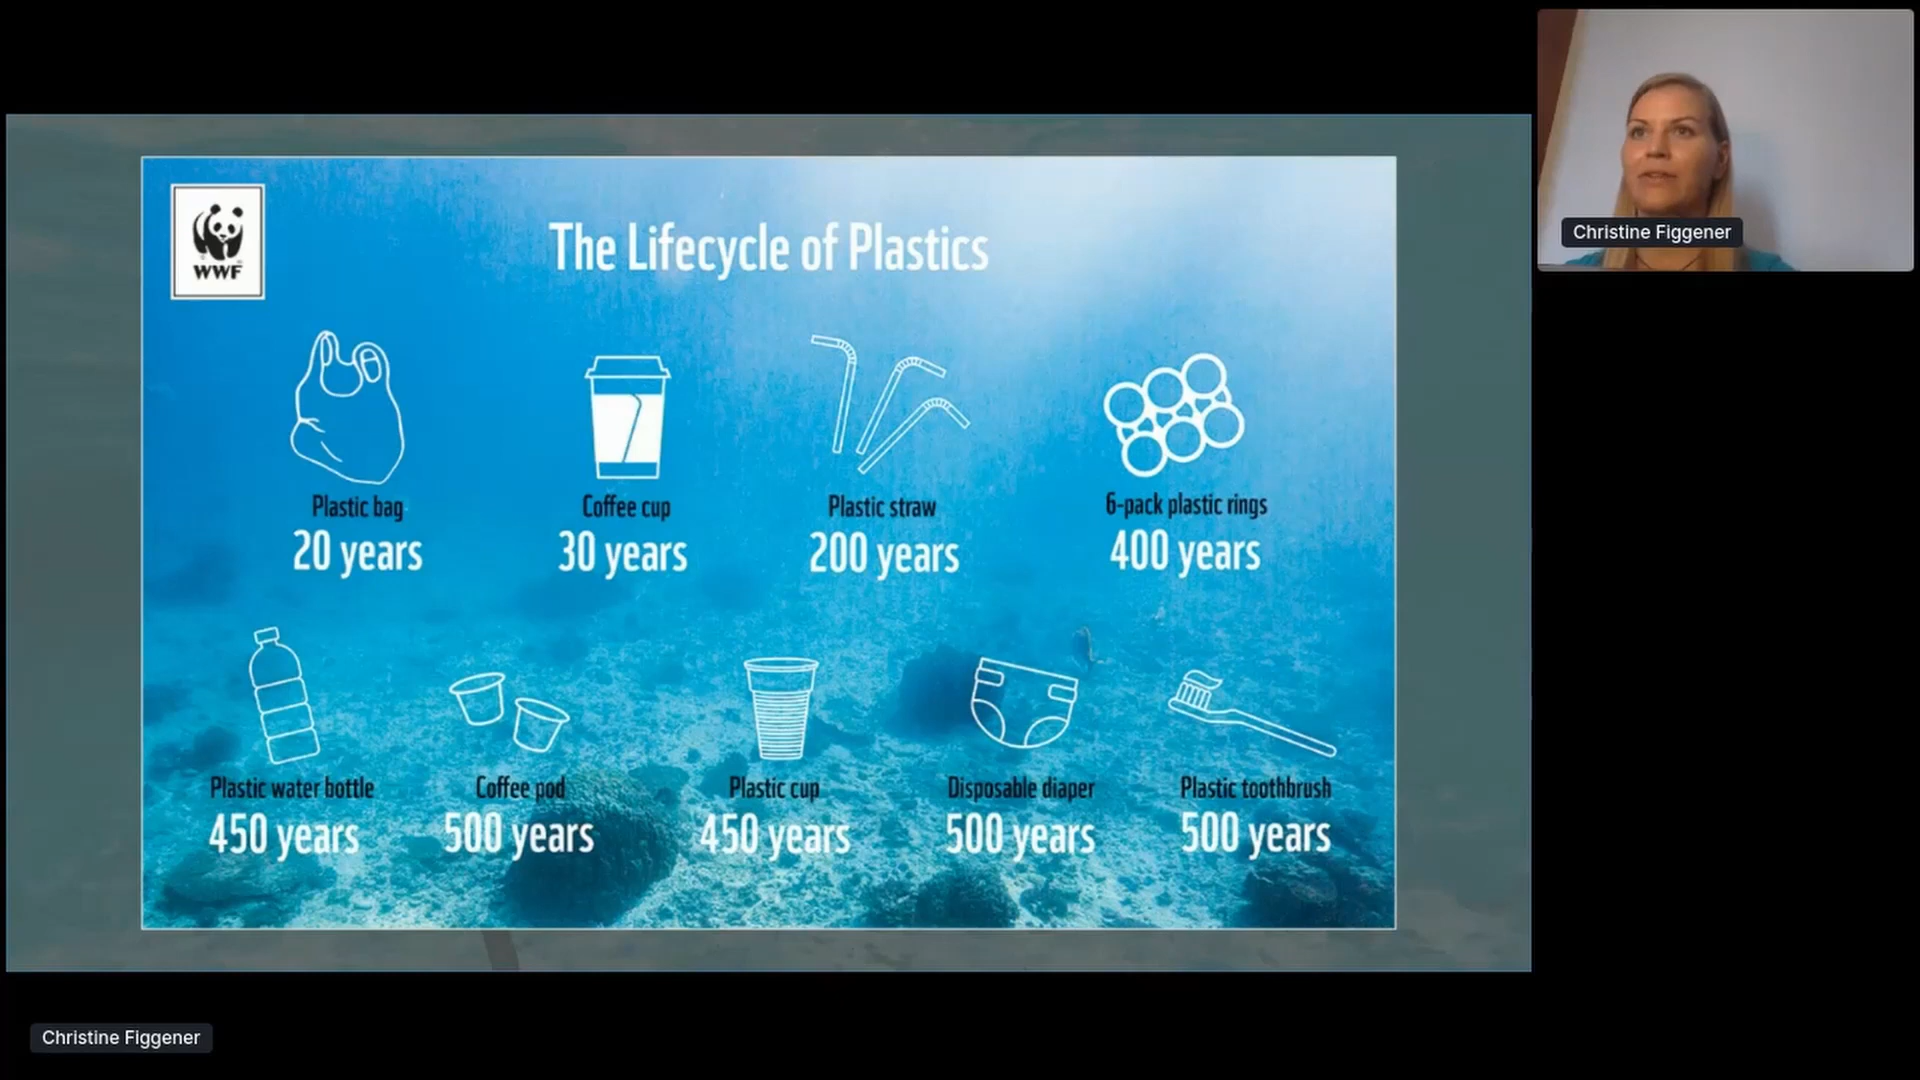 Christine Figgener
WWF
The Lifecycle of Plastics
Plastic bag
20 years
Coffee cup
30 years
Plastic straw
200 years
6-pack plastic rings
400 years
Plastic water bottle
450 years
Coffee pod
500 years
Plastic cup
450 years
Disposable diaper
500 years
Plastic toothbrush
500 years
Christine Figgener